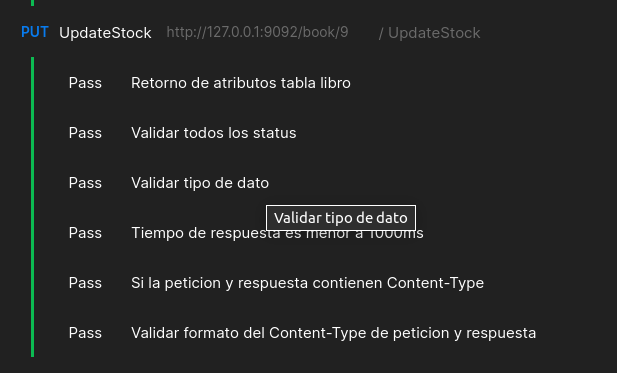 PUT UpdateStock http://127.0.0.1:9092/book/9 / UpdateStock
Pass Retorno de atributos tabla libro
Pass Validar todos los status
Pass Validar tipo de dato
Validar tipo de dato
Pass Tiempo de respuesta es menor a 1000ms
Pass Si la peticion y respuesta contienen Content-Type
Pass Validar formato del Content-Type de peticion y respuesta